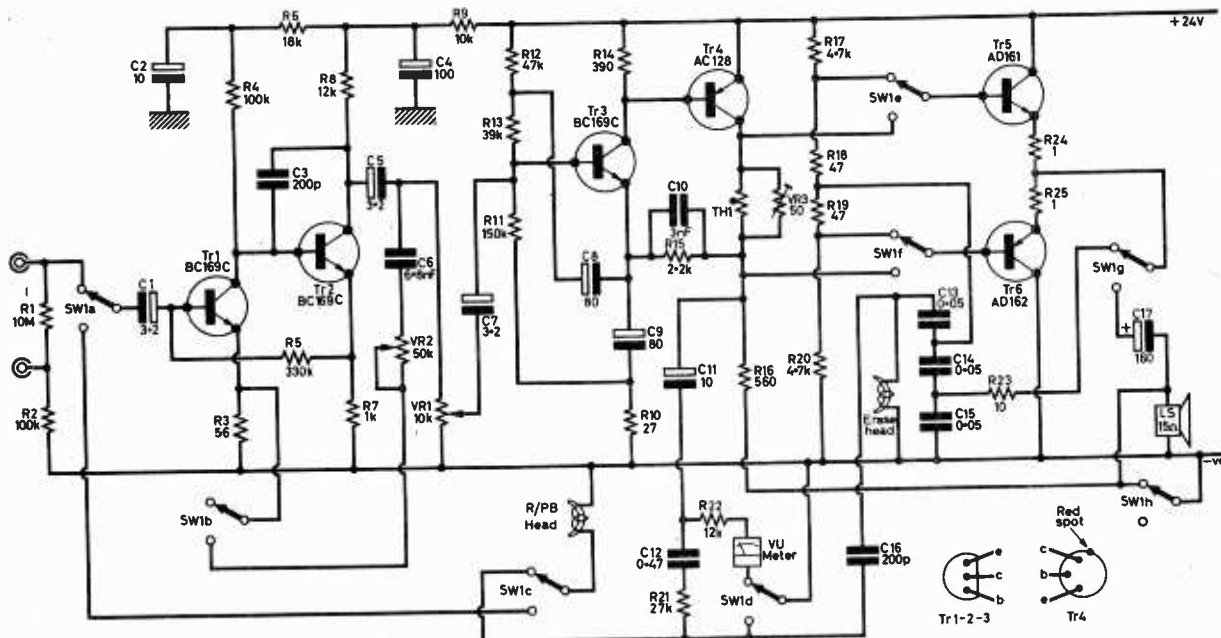 R6
18k
R9
10k
+24V
C2
10
R4
100k
R8
12k
C4
100
R12
47k
R14
390
Tr4
AC128
R17
4·7k
Tr5
AD161
SW1e
Tr3
BC169C
R13
39k
C3
200p
C5
3·2
R24
1
R18
47
R25
1
C10
3nF
TH1
VR3
50
R19
47
R11
150k
R15
2·2k
Tr1
BC169C
Tr2
BC169C
C6
6·8nF
C8
80
SW1f
Tr6
AD162
SW1g
R1
10M
SW1a
C1
3·2
C7
3·2
C13
0·05
C17
+
160
R5
330k
VR2
50k
C9
80
C11
10
R16
560
R20
4·7k
C14
0·05
R23
10
Erase
head
C15
0·05
LS
15Ω
R2
100k
R3
56
R7
1k
VR1
10k
R10
27
-ve
SW1b
R/PB
Head
SW1h
R22
12k
VU
Meter
C12
0·47
C16
200p
Red
spot
e
c
b
c
b
e
SW1c
R21
27k
SW1d
Tr1-2-3
Tr4